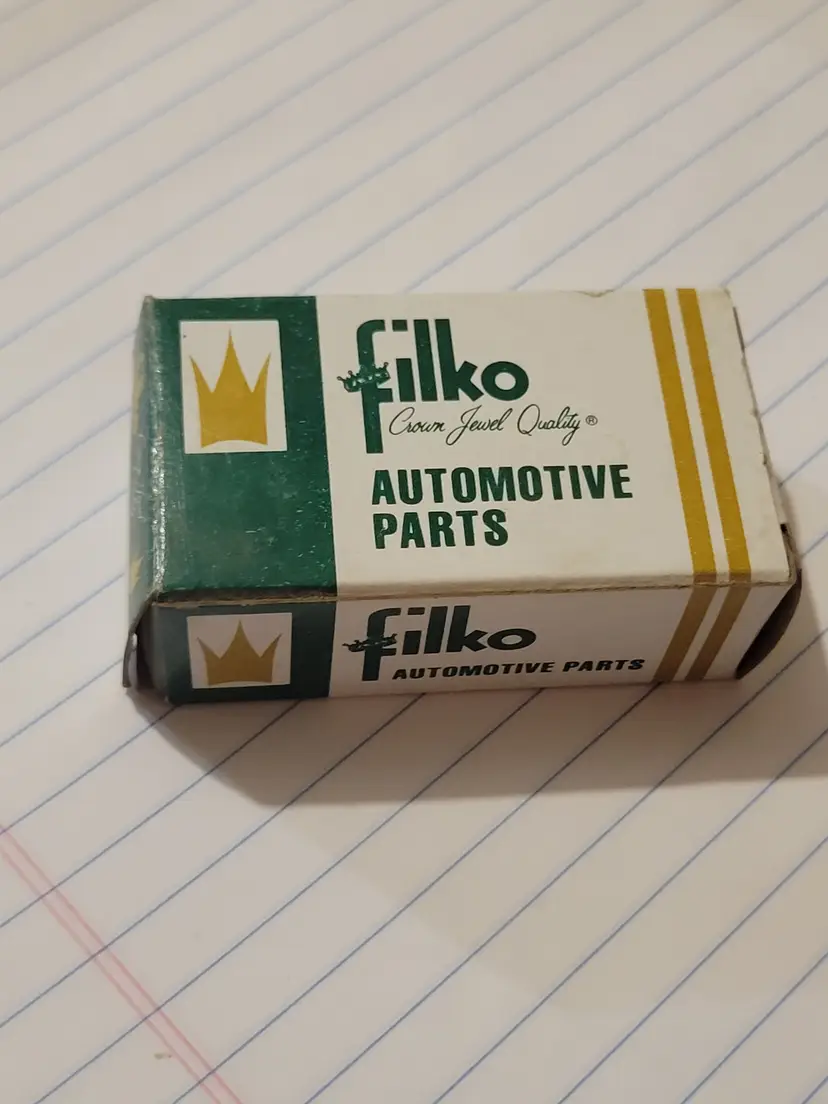 filko
Crown Jewel Quality®
AUTOMOTIVE
PARTS
filko
AUTOMOTIVE PARTS